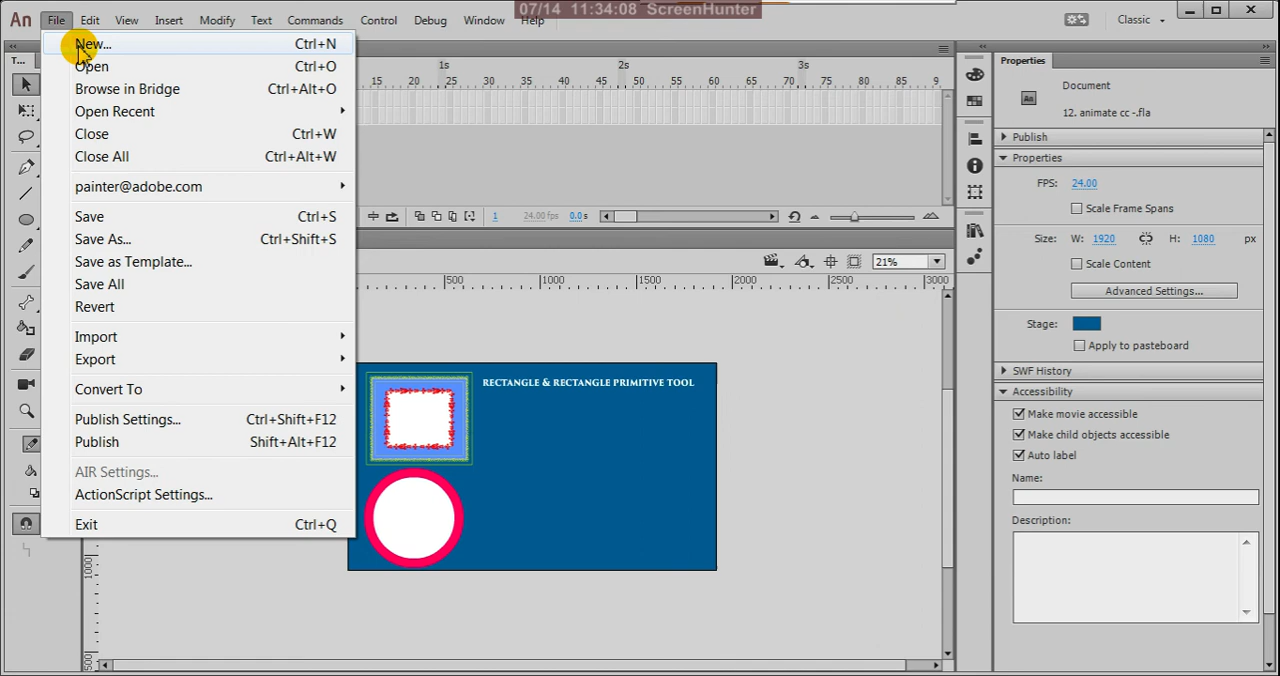 07/14 11:34:08 ScreenHunter
An File Edit View Insert Modify Text Commands Control Debug Window Help Classic
New... Ctrl+N
Open Ctrl+O
Browse in Bridge Ctrl+Alt+O
Open Recent
Close Ctrl+W
Close All Ctrl+Alt+W
painter@adobe.com
Save Ctrl+S
Save As... Ctrl+Shift+S
Save as Template...
Save All
Revert
Import
Export
Convert To
Publish Settings... Ctrl+Shift+F12
Publish Shift+Alt+F12
AIR Settings...
ActionScript Settings...
Exit Ctrl+Q
T...
1s 2s 3s
15 20 25 30 35 40 45 50 55 60 65 70 75 80 85 9
1 24.00 fps 0.0s
21%
500 1000 1500 2000 2500 3000
RECTANGLE & RECTANGLE PRIMITIVE TOOL
1000
500
Properties
Document
An 12. animate cc -.fla
Publish
Properties
FPS: 24.00
Scale Frame Spans
Size: W: 1920 H: 1080 px
Scale Content
Advanced Settings...
Stage:
Apply to pasteboard
SWF History
Accessibility
Make movie accessible
Make child objects accessible
Auto label
Name:
Description: